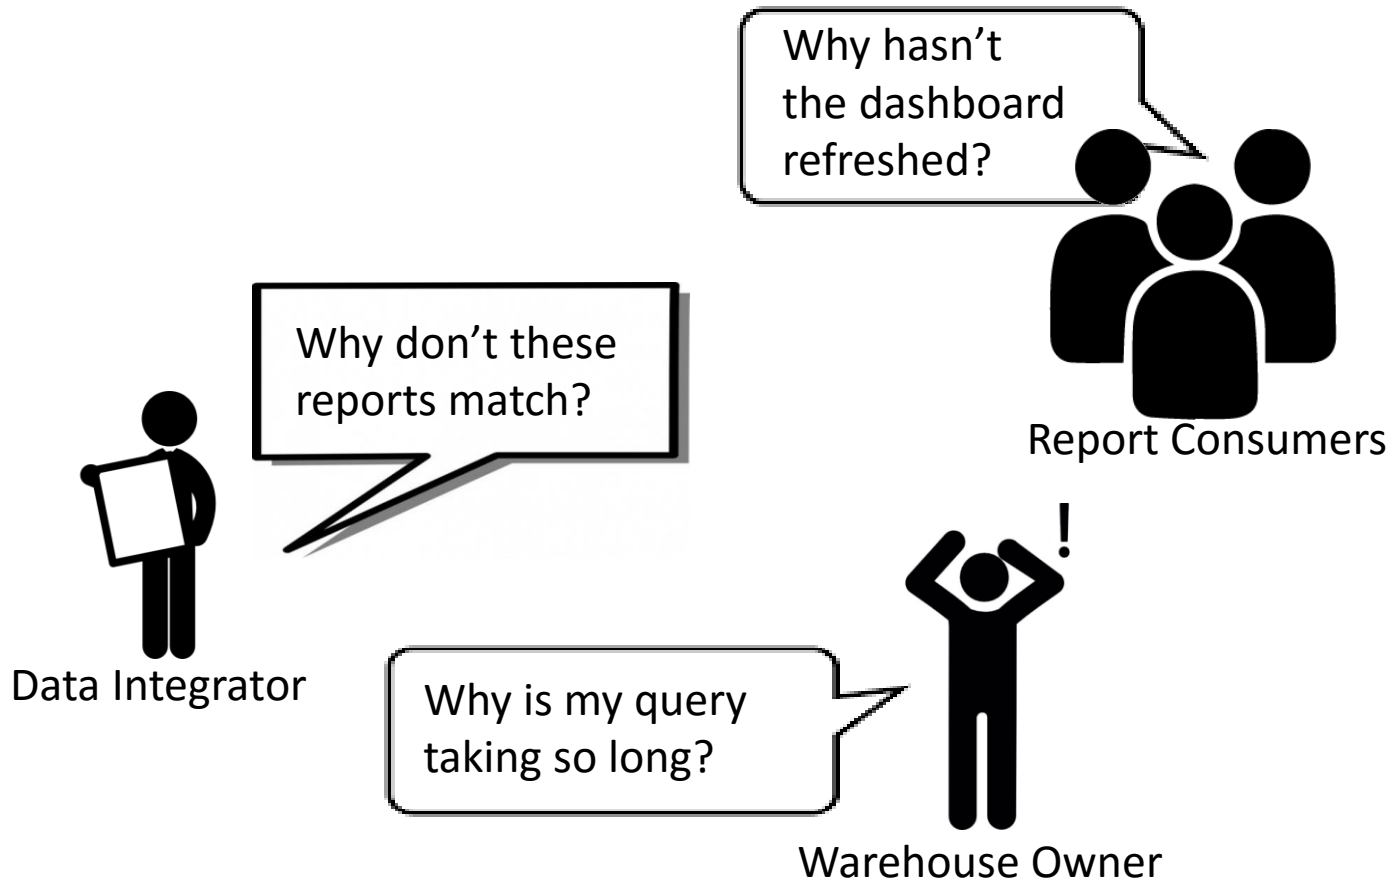 Why hasn’t
the dashboard
refreshed?
Report Consumers
Why don’t these
reports match?
Data Integrator
!
Why is my query
taking so long?
Warehouse Owner